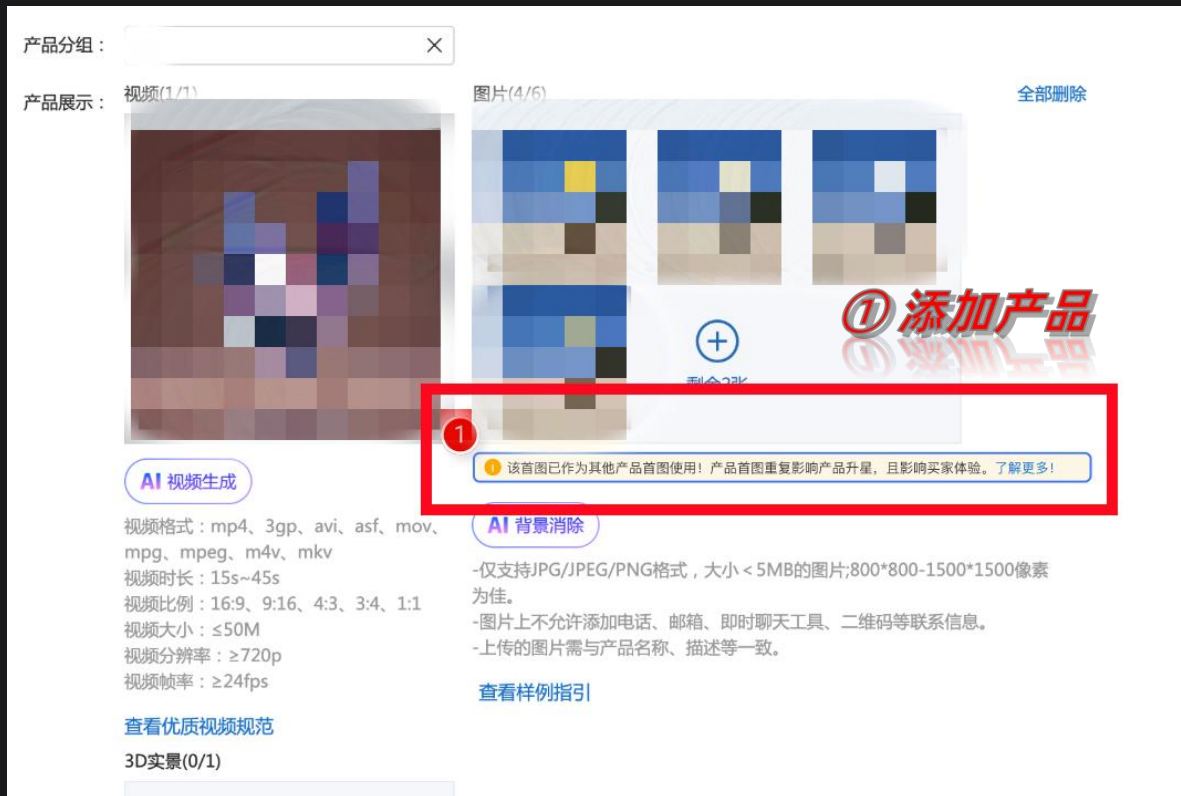 产品分组：
产品展示：
视频(1/1)
图片(4/6)
全部删除
① 添加产品
剩余2张
1
该首图已作为其他产品首图使用！产品首图重复影响产品升星，且影响买家体验。了解更多！
AI 视频生成
视频格式：mp4、3gp、avi、asf、mov、
mpg、mpeg、m4v、mkv
视频时长：15s~45s
视频比例：16:9、9:16、4:3、3:4、1:1
视频大小：≤50M
视频分辨率：≥720p
视频帧率：≥24fps
查看优质视频规范
3D实景(0/1)
AI 背景消除
-仅支持JPG/JPEG/PNG格式，大小＜5MB的图片;800*800-1500*1500像素
为佳。
-图片上不允许添加电话、邮箱、即时聊天工具、二维码等联系信息。
-上传的图片需与产品名称、描述等一致。
查看样例指引